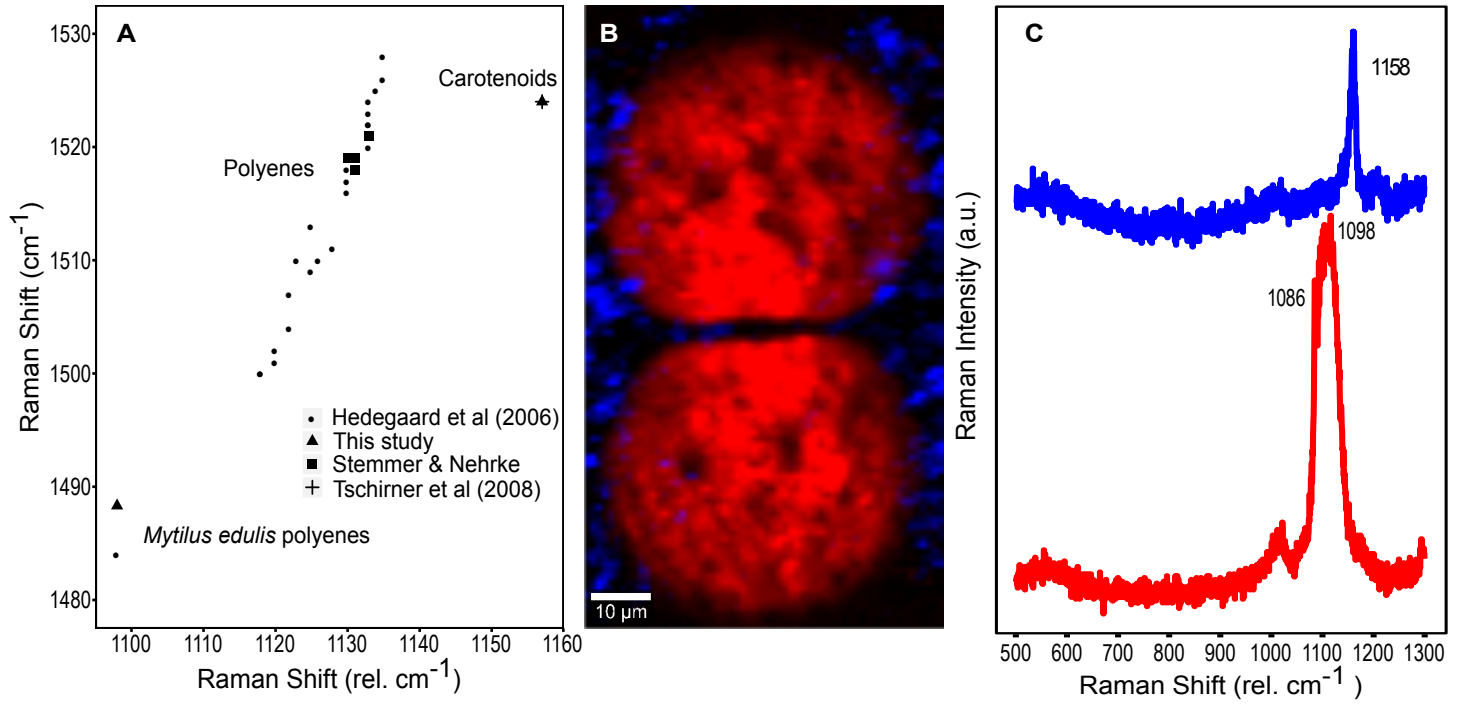 A
1530
1520
1510
1500
1490
1480
Raman Shift (cm-1)
Carotenoids
Polyenes
Hedegaard et al (2006)
This study
Stemmer & Nehrke
Tschirner et al (2008)
Mytilus edulis polyenes
1100 1110 1120 1130 1140 1150 1160
Raman Shift (rel. cm-1)
B
10 µm
C
Raman Intensity (a.u.)
1158
1098
1086
500 600 700 800 900 1000 1100 1200 1300
Raman Shift (rel. cm-1 )